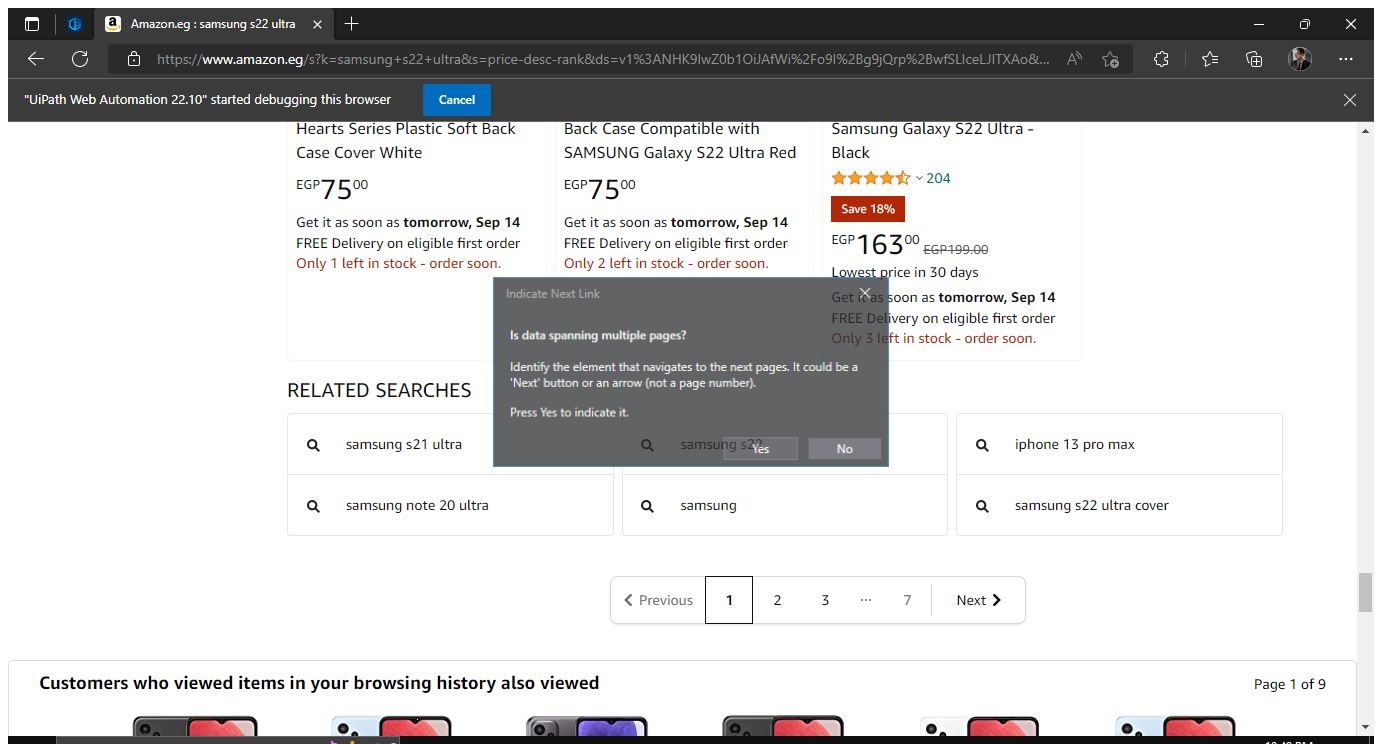 Amazon.eg : samsung s22 ultra
https://www.amazon.eg/s?k=samsung+s22+ultra&s=price-desc-rank&ds=v1%3ANHK9IwZ0b1OiJAfWi%2Fo9I%2Bg9jQrp%2BwfSLIceLJITXAo&...
"UiPath Web Automation 22.10" started debugging this browser
Cancel
Hearts Series Plastic Soft Back
Case Cover White
EGP7500
Get it as soon as tomorrow, Sep 14
FREE Delivery on eligible first order
Only 1 left in stock - order soon.
Back Case Compatible with
SAMSUNG Galaxy S22 Ultra Red
EGP7500
Get it as soon as tomorrow, Sep 14
FREE Delivery on eligible first order
Only 2 left in stock - order soon.
Samsung Galaxy S22 Ultra -
Black
204
Save 18%
EGP16300 EGP199.00
Lowest price in 30 days
Get it as soon as tomorrow, Sep 14
FREE Delivery on eligible first order
Only 3 left in stock - order soon.
Indicate Next Link
Is data spanning multiple pages?
Identify the element that navigates to the next pages. It could be a
'Next' button or an arrow (not a page number).
Press Yes to indicate it.
Yes No
RELATED SEARCHES
samsung s21 ultra
samsung s22
iphone 13 pro max
samsung note 20 ultra
samsung
samsung s22 ultra cover
Previous 1 2 3 ... 7 Next
Customers who viewed items in your browsing history also viewed
Page 1 of 9